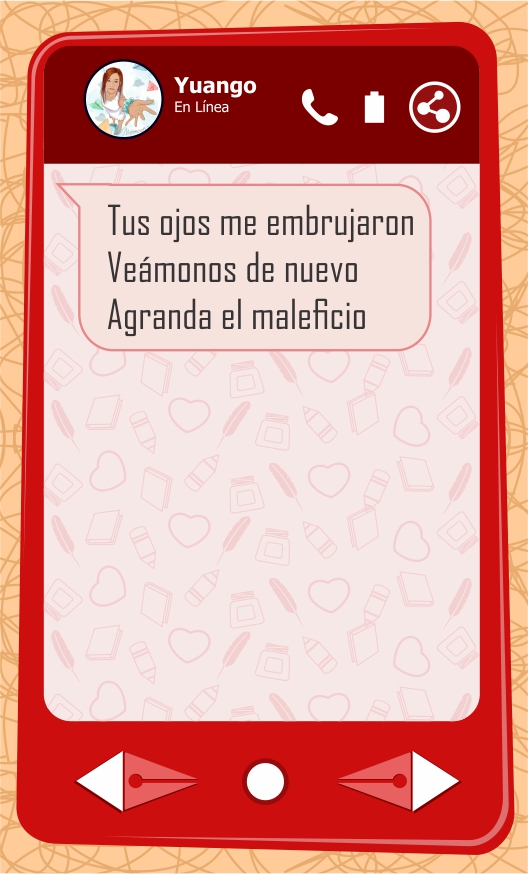 Yuango
En Línea
Tus ojos me embrujaron
Veámonos de nuevo
Agranda el maleficio